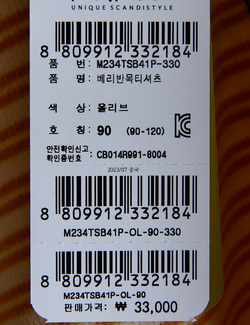 UNIQUE SCANDISTYLE
8 809912 332184
품 번: M234TSB41P-330
품 명: 베리반목티셔츠
색 상: 올리브
호 칭: 90 (90-120)
안전확인신고
확인증번호 : CB014R991-8004
2023/07 중국
8 809912 332184
M234TSB41P-OL-90-330
8 809912 332184
M234TSB41P-OL-90
판매가격: ₩ 33,000